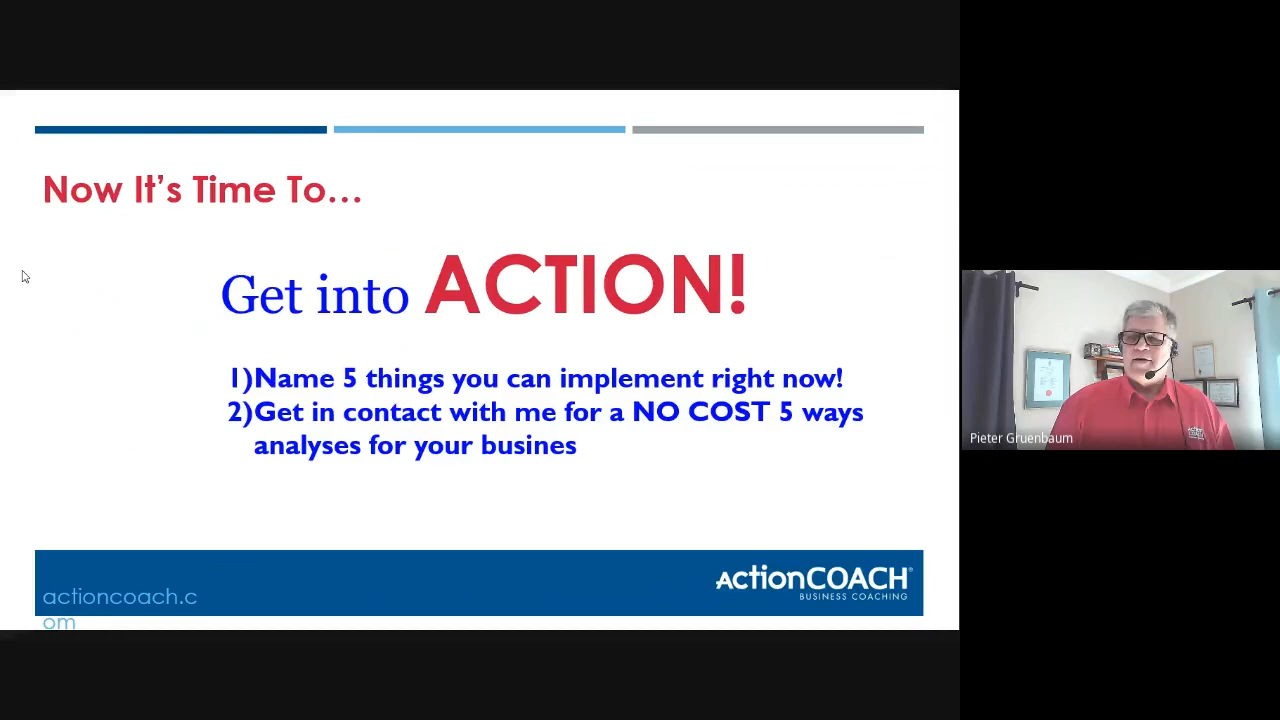 Now It's Time To…
Get into ACTION!
1)Name 5 things you can implement right now!
2)Get in contact with me for a NO COST 5 ways
analyses for your busines
actioncoach.c
om
actionCOACH®
BUSINESS COACHING
Pieter Gruenbaum